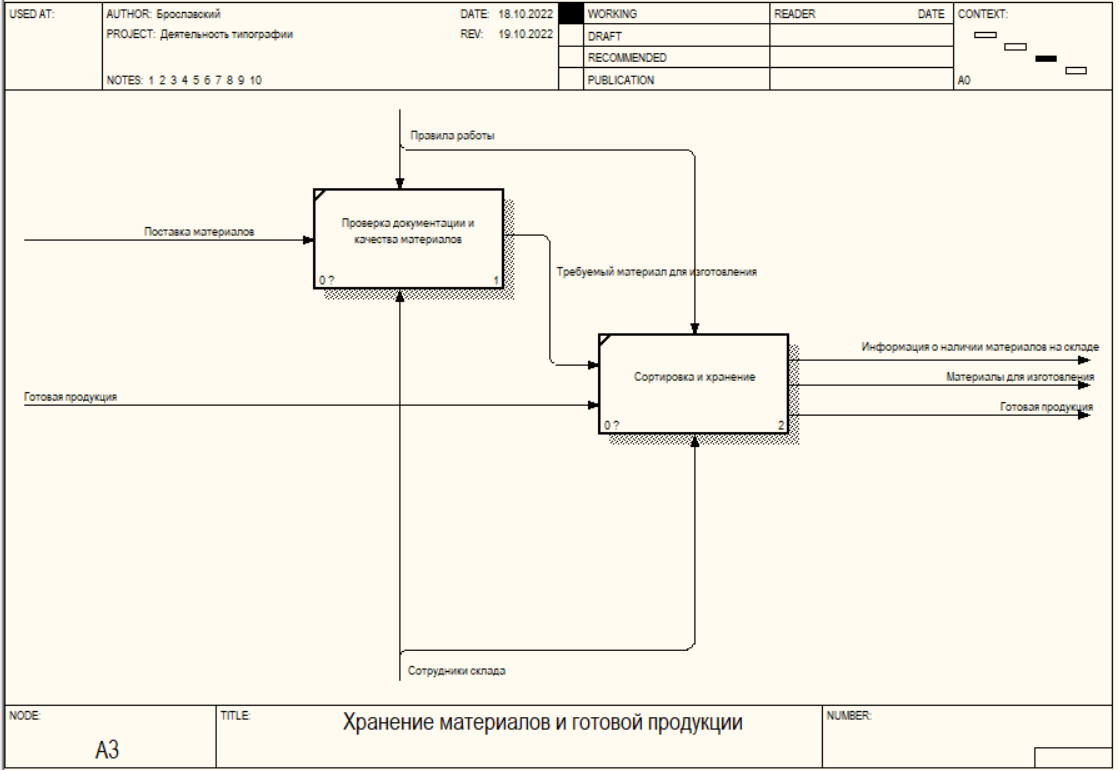 USED AT:
AUTHOR: Брославский
DATE: 18.10.2022
WORKING
READER
DATE
CONTEXT:
PROJECT: Деятельность типографии
REV: 19.10.2022
DRAFT
RECOMMENDED
NOTES: 1 2 3 4 5 6 7 8 9 10
PUBLICATION
A0
Правила работы
Проверка документации и
качества материалов
0 ?
1
Поставка материалов
Требуемый материал для изготовления
Информация о наличии материалов на складе
Сортировка и хранение
0 ?
2
Материалы для изготовления
Готовая продукция
Готовая продукция
Сотрудники склада
NODE:
A3
TITLE:
Хранение материалов и готовой продукции
NUMBER: